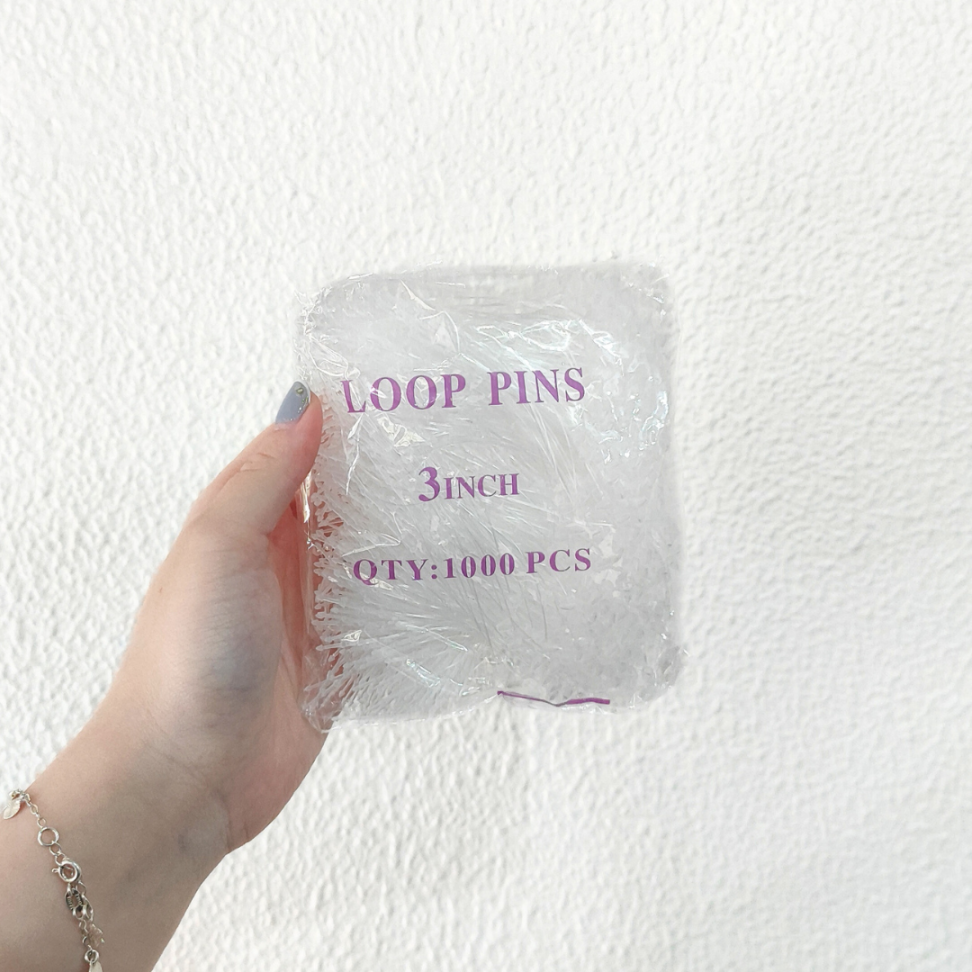 LOOP PINS
3INCH
QTY:1000 PCS